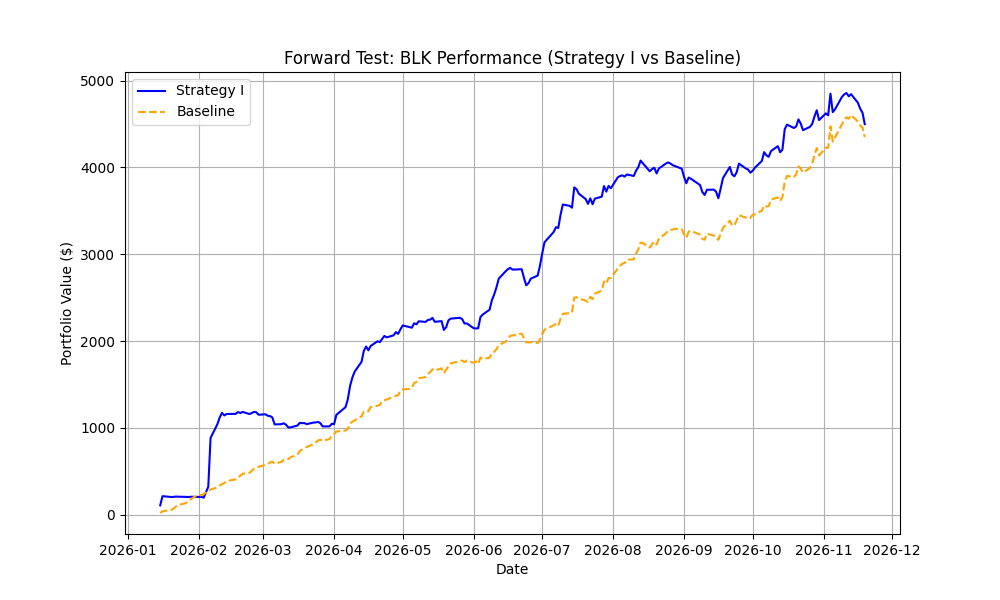 Forward Test: BLK Performance (Strategy I vs Baseline)
Strategy I
Baseline
Portfolio Value ($)
5000
4000
3000
2000
1000
0
2026-01 2026-02 2026-03 2026-04 2026-05 2026-06 2026-07 2026-08 2026-09 2026-10 2026-11 2026-12
Date